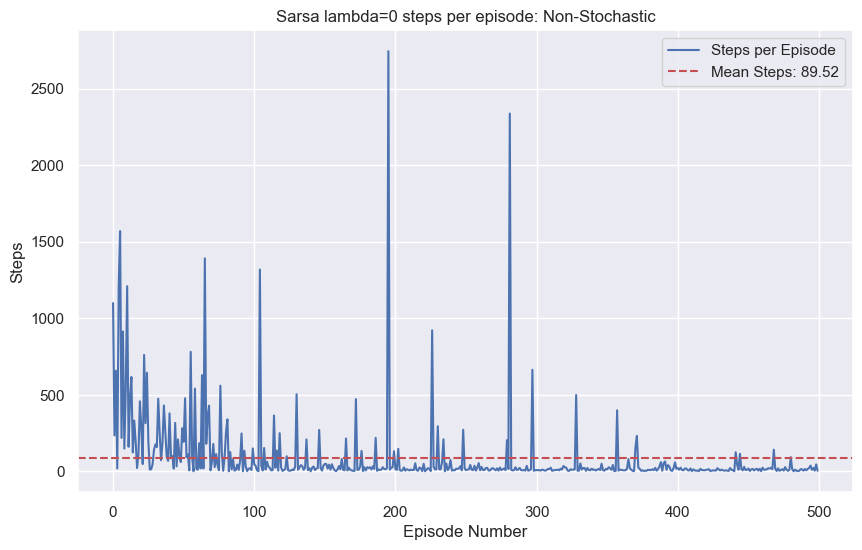 Sarsa lambda=0 steps per episode: Non-Stochastic
Steps per Episode
Mean Steps: 89.52
2500
2000
1500
1000
500
0
Steps
0 100 200 300 400 500
Episode Number